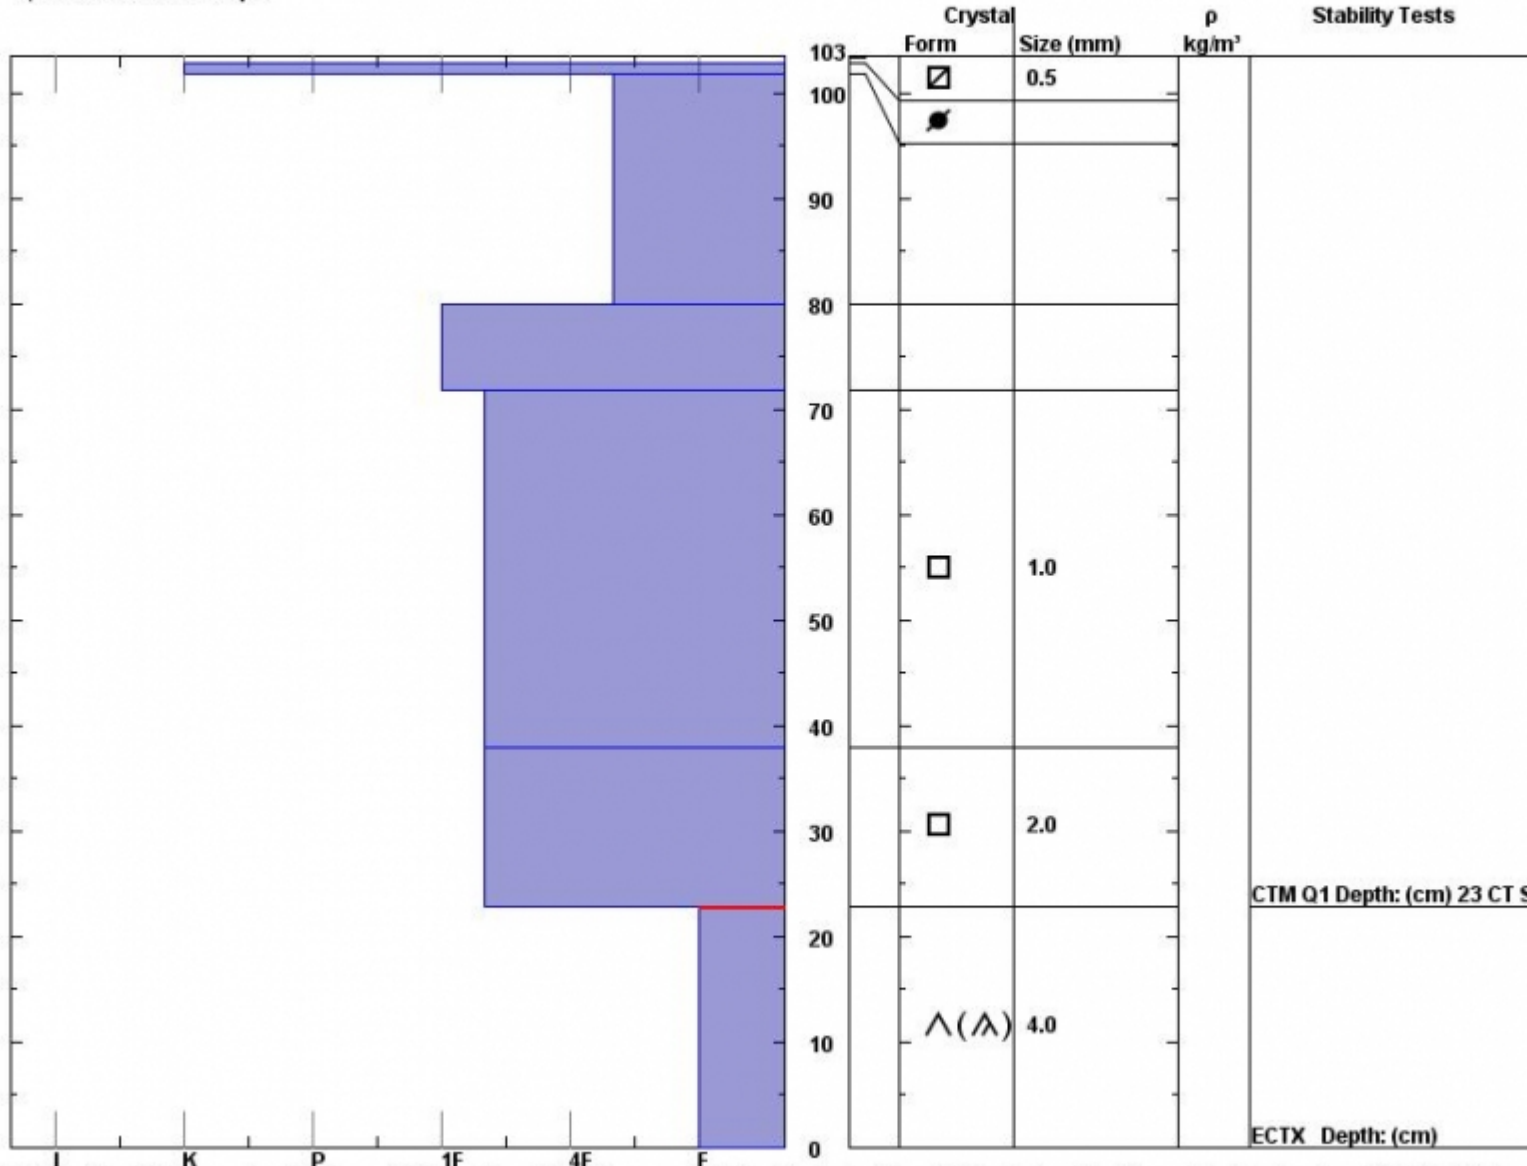 Crystal ρ Stability Tests
Form Size (mm) kg/m³
103
0.5
100
90
80
70
60
1.0
50
40
30
2.0
CTM Q1 Depth: (cm) 23 CT
20
10
( ) 4.0
ECTX Depth: (cm)
0
I K P 1F 4F F